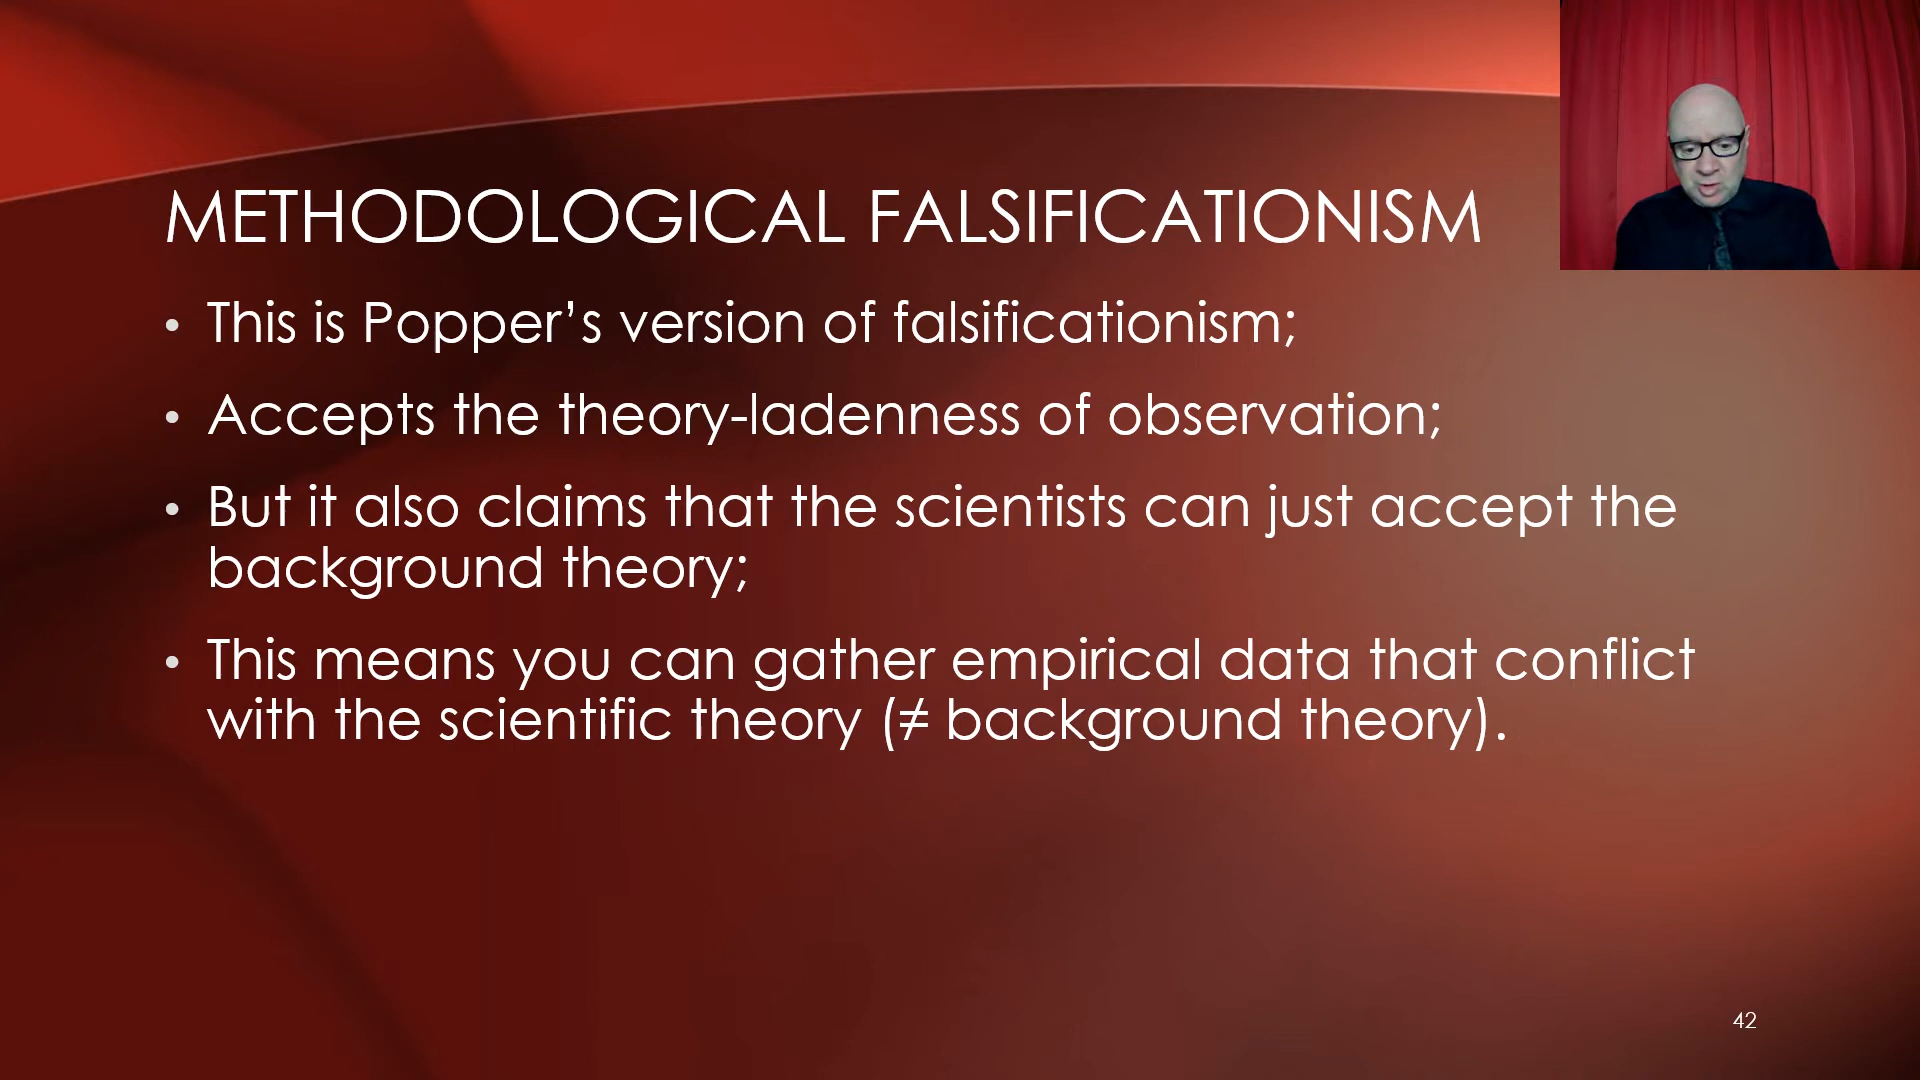 METHODOLOGICAL FALSIFICATIONISM
• This is Popper’s version of falsificationism;
• Accepts the theory-ladenness of observation;
• But it also claims that the scientists can just accept the
background theory;
• This means you can gather empirical data that conflict
with the scientific theory (≠ background theory).
42